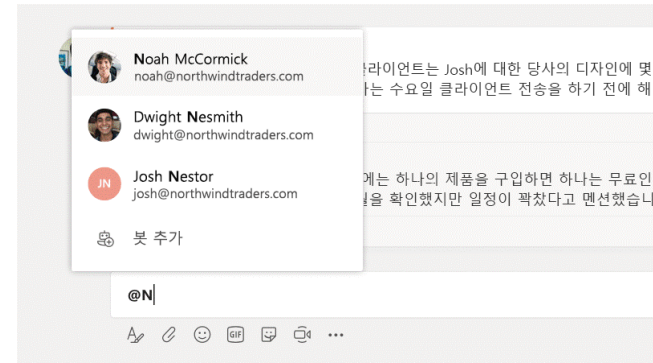 Noah McCormick
noah@northwindtraders.com
Dwight Nesmith
dwight@northwindtraders.com
JN
Josh Nestor
josh@northwindtraders.com
봇 추가
클라이언트는 Josh에 대한 당사의 디자인에 몇
는 수요일 클라이언트 전송을 하기 전에 해
에는 하나의 제품을 구입하면 하나는 무료인
을 확인했지만 일정이 꽉찼다고 멘션했습니
@N
GIF